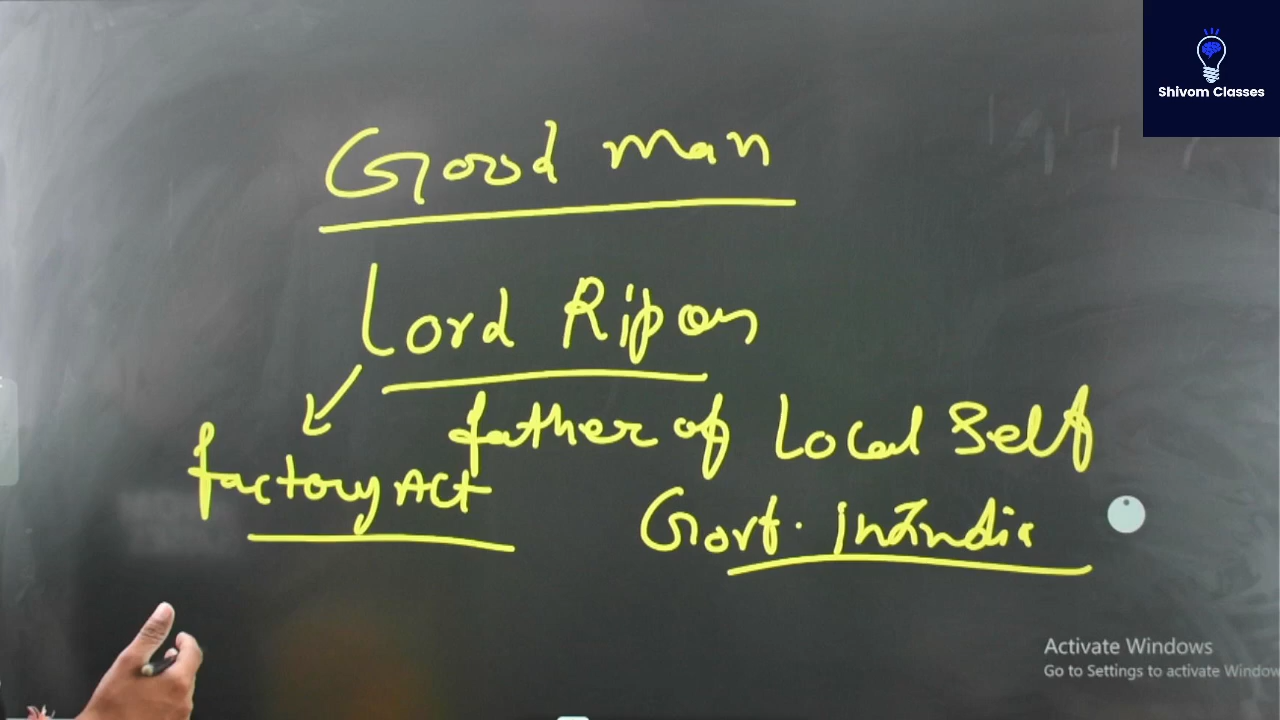 Shivom Classes
Good man
Lord Ripon
father of Local Self
Factory Act
Govt. in India
Activate Windows
Go to Settings to activate Window